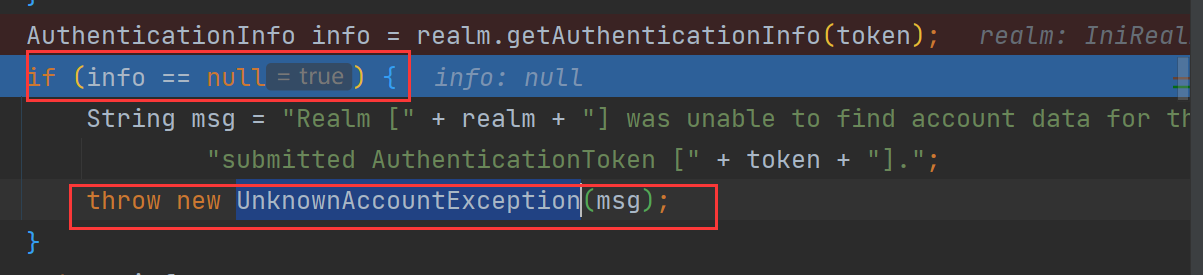 }
AuthenticationInfo info = realm.getAuthenticationInfo(token); realm: IniReal
if (info == null = true ) { info: null
String msg = "Realm [" + realm + "] was unable to find account data for th
"submitted AuthenticationToken [" + token + "].";
throw new UnknownAccountException(msg);
}